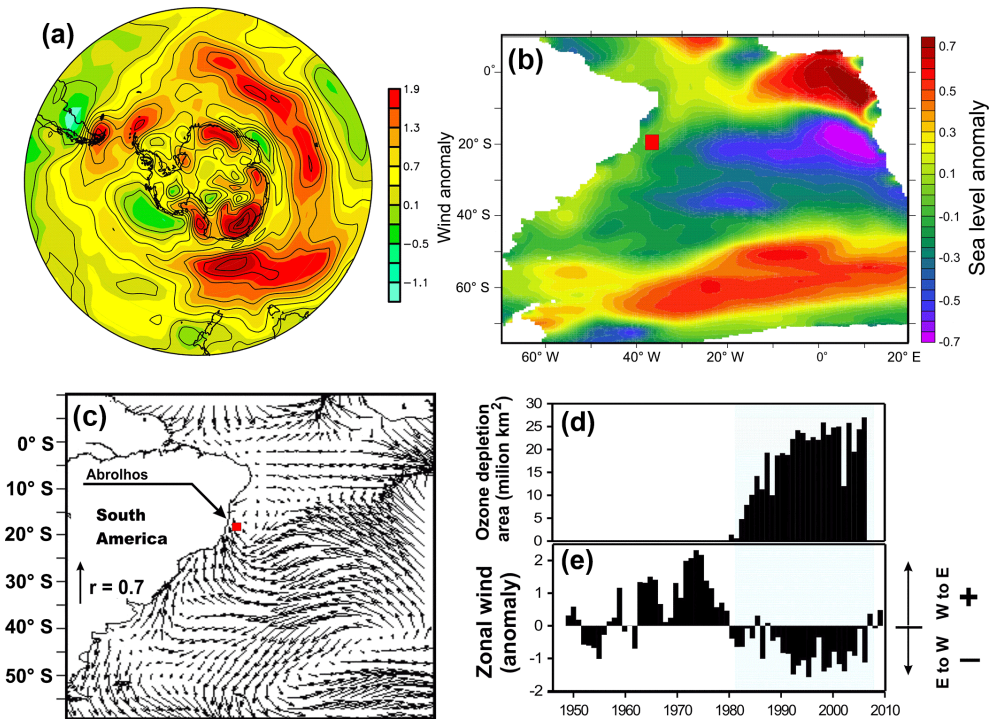 (a)
1.9
1.3
0.7
0.1
−0.5
−1.1
Wind anomaly
(b)
0°
20° S
40° S
60° S
60° W
40° W
20° W
0°
20° E
0.7
0.5
0.4
0.3
0.1
-0.1
-0.3
-0.4
-0.5
-0.7
Sea level anomaly
(c)
0° S
10° S
20° S
30° S
40° S
50° S
Abrolhos
South
America
r = 0.7
(d)
Ozone depletion
area (milion km²)
30
25
20
15
10
5
0
(e)
Zonal wind
(anomaly)
2
1
0
-1
-2
1950
1960
1970
1980
1990
2000
2010
W to E +
E to W −